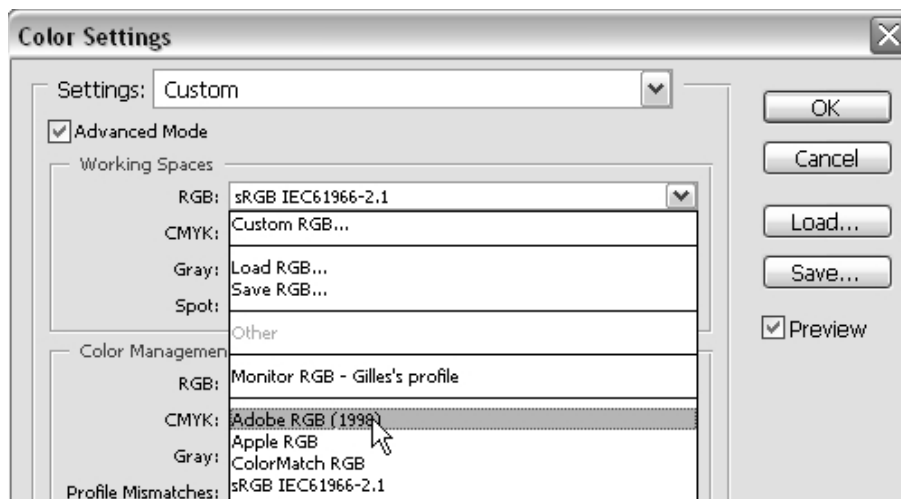 Color Settings
Settings: Custom
OK
Advanced Mode
Cancel
Working Spaces
RGB: sRGB IEC61966-2.1
Custom RGB...
CMYK:
Load...
Gray:
Load RGB...
Save RGB...
Save...
Spot:
Other
Preview
Color Managemen
Monitor RGB - Gilles's profile
RGB:
CMYK:
Adobe RGB (1998)
Apple RGB
Gray:
ColorMatch RGB
sRGB IEC61966-2.1
Profile Mismatches: